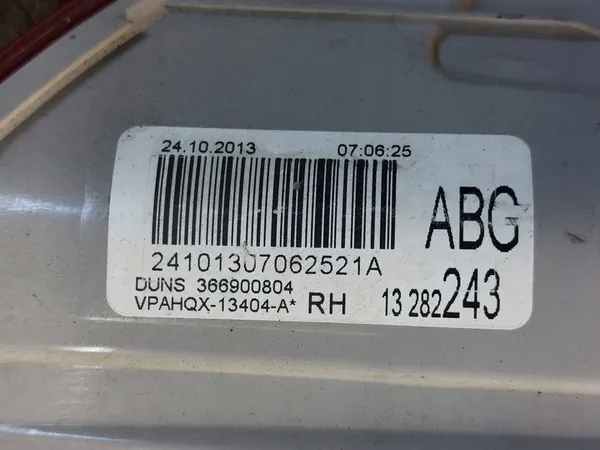 24.10.2013 07:06:25
ABG
24101307062521A
DUNS 366900804
VPAHQX-13404-A* RH 13 282 243